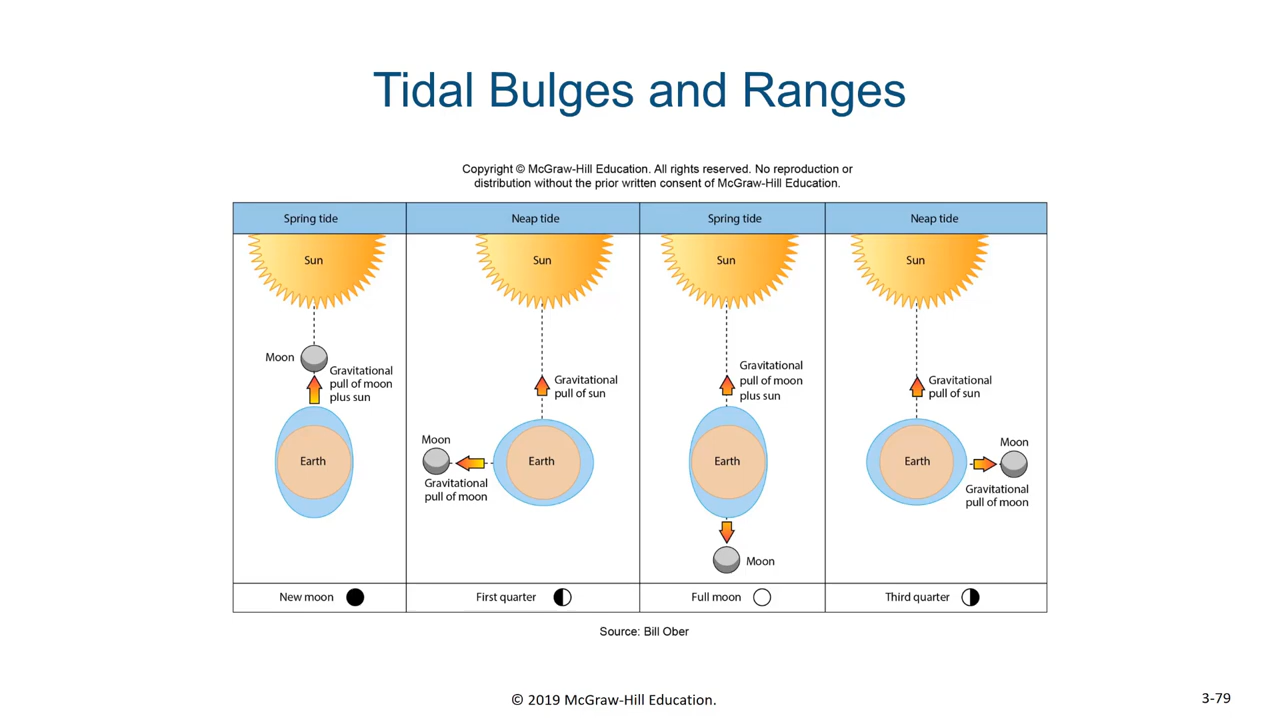 Tidal Bulges and Ranges
Copyright © McGraw-Hill Education. All rights reserved. No reproduction or
distribution without the prior written consent of McGraw-Hill Education.
Spring tide
Neap tide
Spring tide
Neap tide
Sun
Sun
Sun
Sun
Moon
Gravitational
pull of moon
plus sun
Earth
Gravitational
pull of sun
Moon
Gravitational
pull of moon
Earth
Gravitational
pull of moon
plus sun
Earth
Moon
Gravitational
pull of sun
Earth
Moon
Gravitational
pull of moon
New moon
First quarter
Full moon
Third quarter
Source: Bill Ober
© 2019 McGraw-Hill Education.
3-79